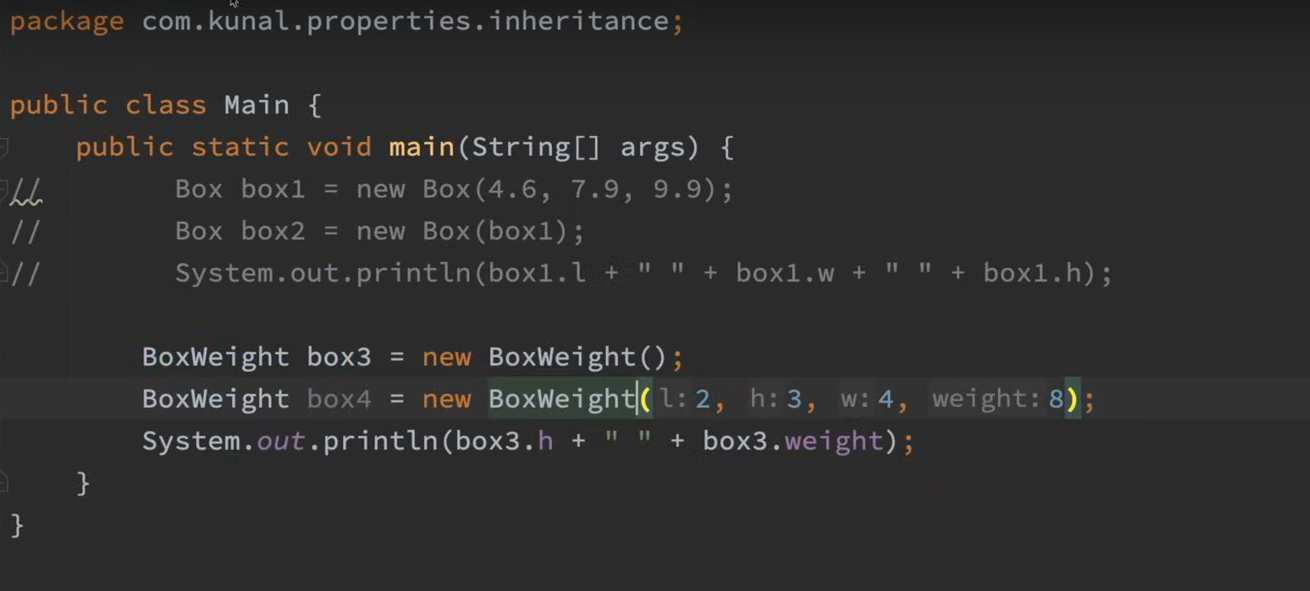 package com.kunal.properties.inheritance;
public class Main {
public static void main(String[] args) {
// Box box1 = new Box(4.6, 7.9, 9.9);
// Box box2 = new Box(box1);
// System.out.println(box1.l + " " + box1.w + " " + box1.h);
BoxWeight box3 = new BoxWeight();
BoxWeight box4 = new BoxWeight( l: 2, h: 3, w: 4, weight: 8);
System.out.println(box3.h + " " + box3.weight);
}
}